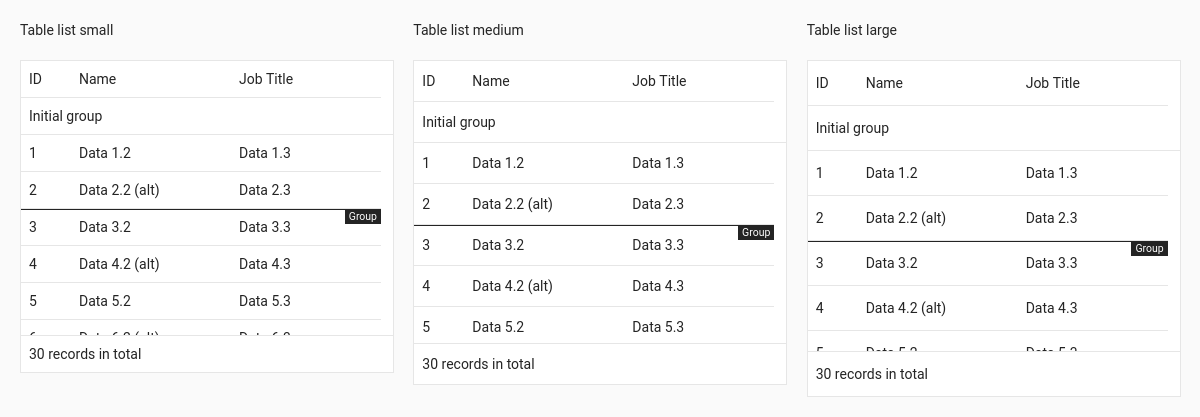 Table list small
ID Name Job Title
Initial group
1 Data 1.2 Data 1.3
2 Data 2.2 (alt) Data 2.3
Group
3 Data 3.2 Data 3.3
4 Data 4.2 (alt) Data 4.3
5 Data 5.2 Data 5.3
30 records in total
Table list medium
ID Name Job Title
Initial group
1 Data 1.2 Data 1.3
2 Data 2.2 (alt) Data 2.3
Group
3 Data 3.2 Data 3.3
4 Data 4.2 (alt) Data 4.3
5 Data 5.2 Data 5.3
30 records in total
Table list large
ID Name Job Title
Initial group
1 Data 1.2 Data 1.3
2 Data 2.2 (alt) Data 2.3
Group
3 Data 3.2 Data 3.3
4 Data 4.2 (alt) Data 4.3
30 records in total